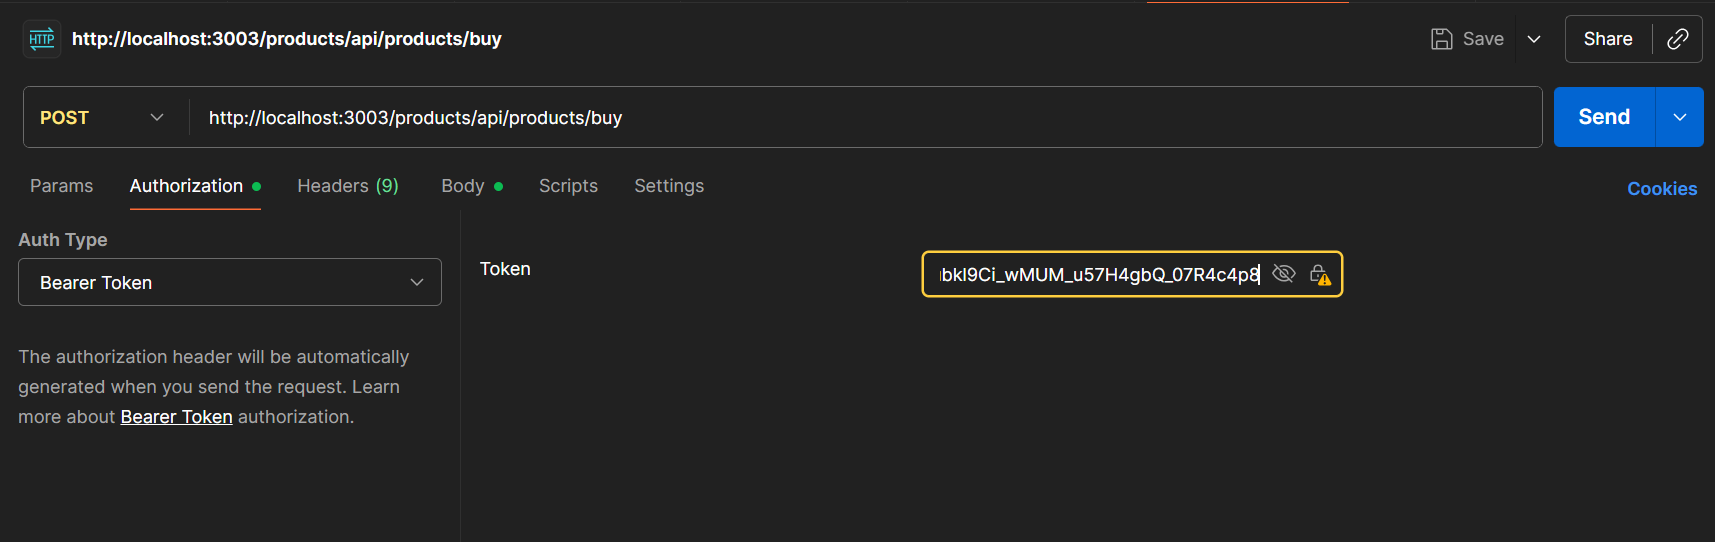 HTTP http://localhost:3003/products/api/products/buy Save Share
POST http://localhost:3003/products/api/products/buy Send
Params Authorization Headers (9) Body Scripts Settings Cookies
Auth Type
Bearer Token
Token bkI9Ci_wMUM_u57H4gbQ_07R4c4p8
The authorization header will be automatically
generated when you send the request. Learn
more about Bearer Token authorization.